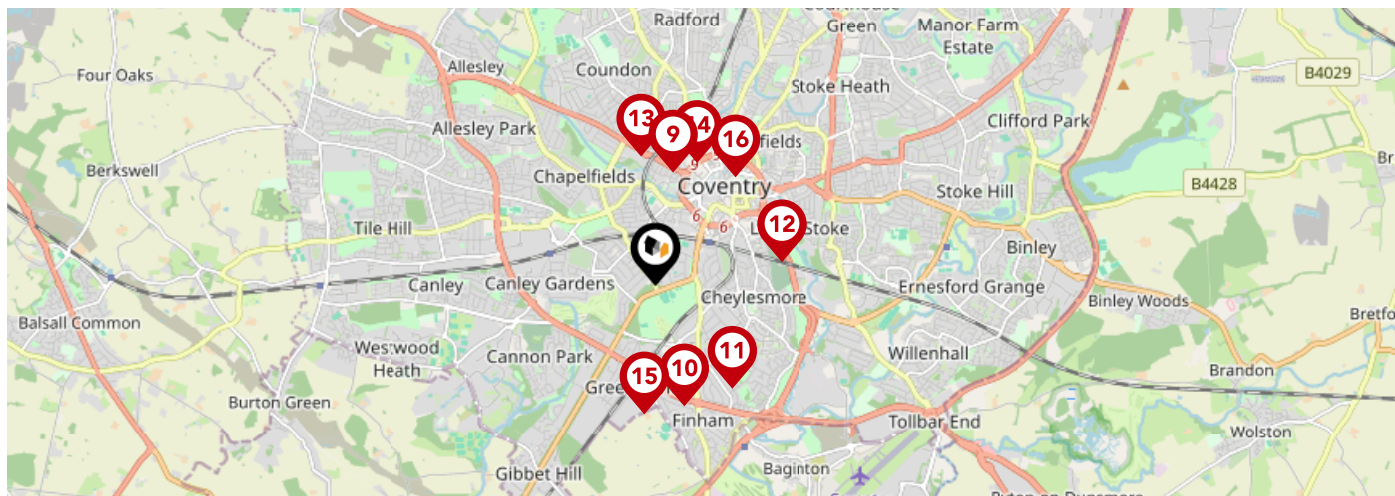 Radford
Green
Manor Farm
Estate
Four Oaks
Allesley
Coundon
B4029
Stoke Heath
13
9
14
16
Allesley Park
Clifford Park
Berkswell
Chapelfields
Coventry
Stoke Hill
B4428
6
6
12
Stoke
Tile Hill
Binley
Canley
Canley Gardens
Cheylesmore
Ernesford Grange
Binley Woods
Balsall Common
Westwood
Heath
Cannon Park
11
Willenhall
Brandon
15
10
Burton Green
Finham
Tollbar End
Wolston
Gibbet Hill
Baginton